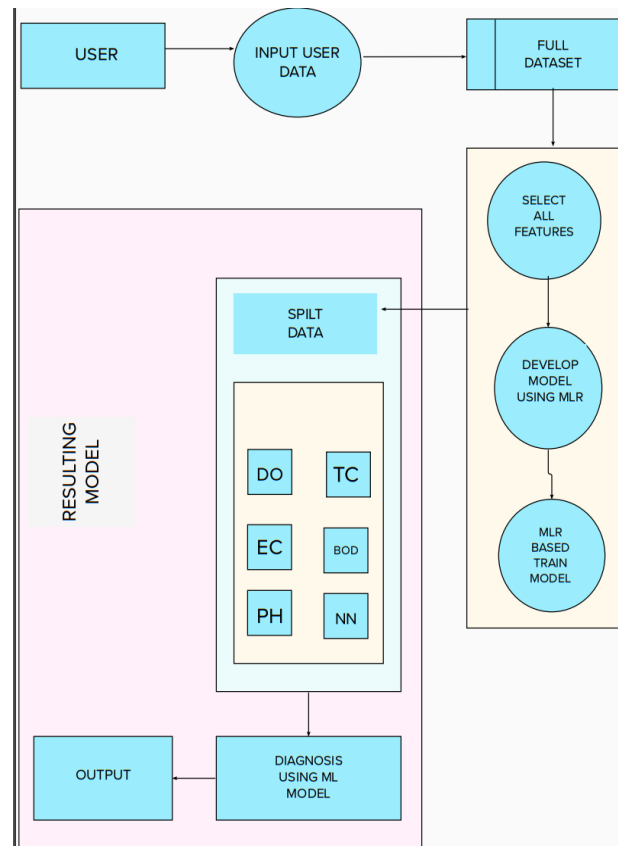 USER
INPUT USER
DATA
FULL
DATASET
SELECT
ALL
FEATURES
DEVELOP
MODEL
USING MLR
MLR
BASED
TRAIN
MODEL
SPILT
DATA
DO
TC
EC
BOD
PH
NN
RESULTING
MODEL
DIAGNOSIS
USING ML
MODEL
OUTPUT